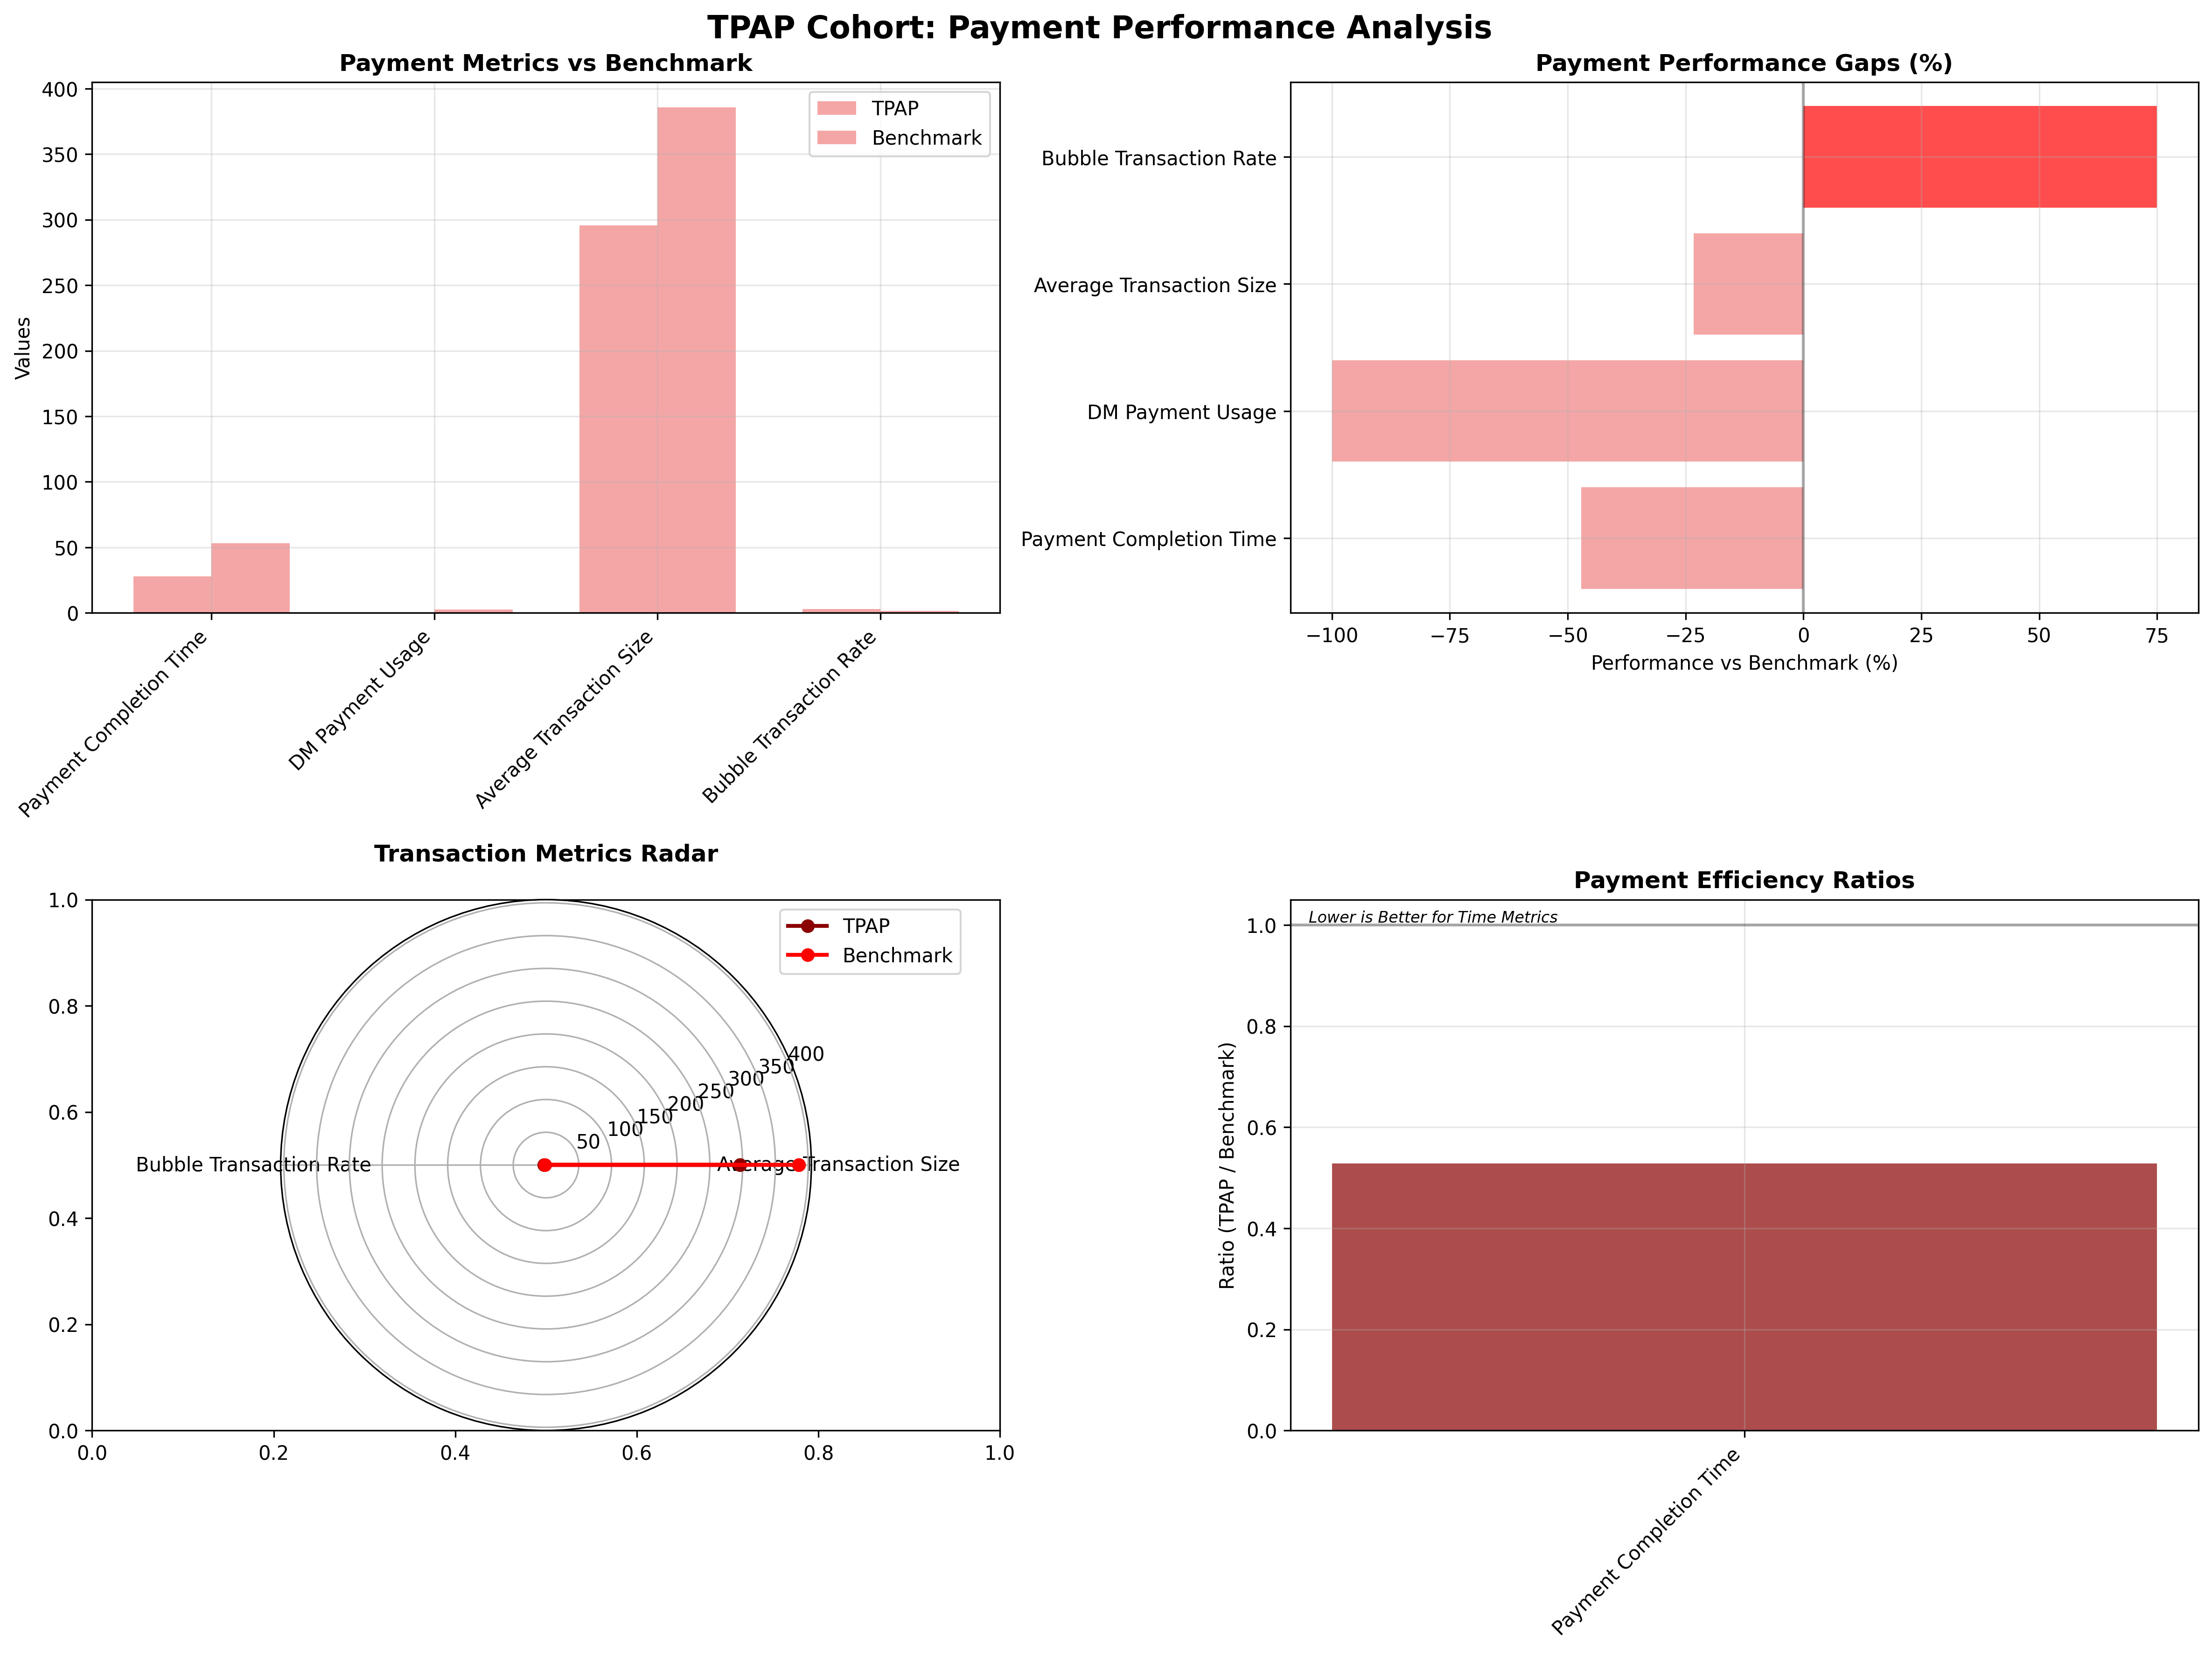 TPAP Cohort: Payment Performance Analysis
Payment Metrics vs Benchmark
Values
400
350
300
250
200
150
100
50
0
TPAP
Benchmark
Payment Completion Time
DM Payment Usage
Average Transaction Size
Bubble Transaction Rate
Payment Performance Gaps (%)
Bubble Transaction Rate
Average Transaction Size
DM Payment Usage
Payment Completion Time
−100
−75
−50
−25
0
25
50
75
Performance vs Benchmark (%)
Transaction Metrics Radar
1.0
0.8
0.6
0.4
0.2
0.0
TPAP
Benchmark
400
350
300
250
200
150
100
50
Bubble Transaction Rate
Average Transaction Size
0.0
0.2
0.4
0.6
0.8
1.0
Payment Efficiency Ratios
Lower is Better for Time Metrics
Ratio (TPAP / Benchmark)
1.0
0.8
0.6
0.4
0.2
0.0
Payment Completion Time